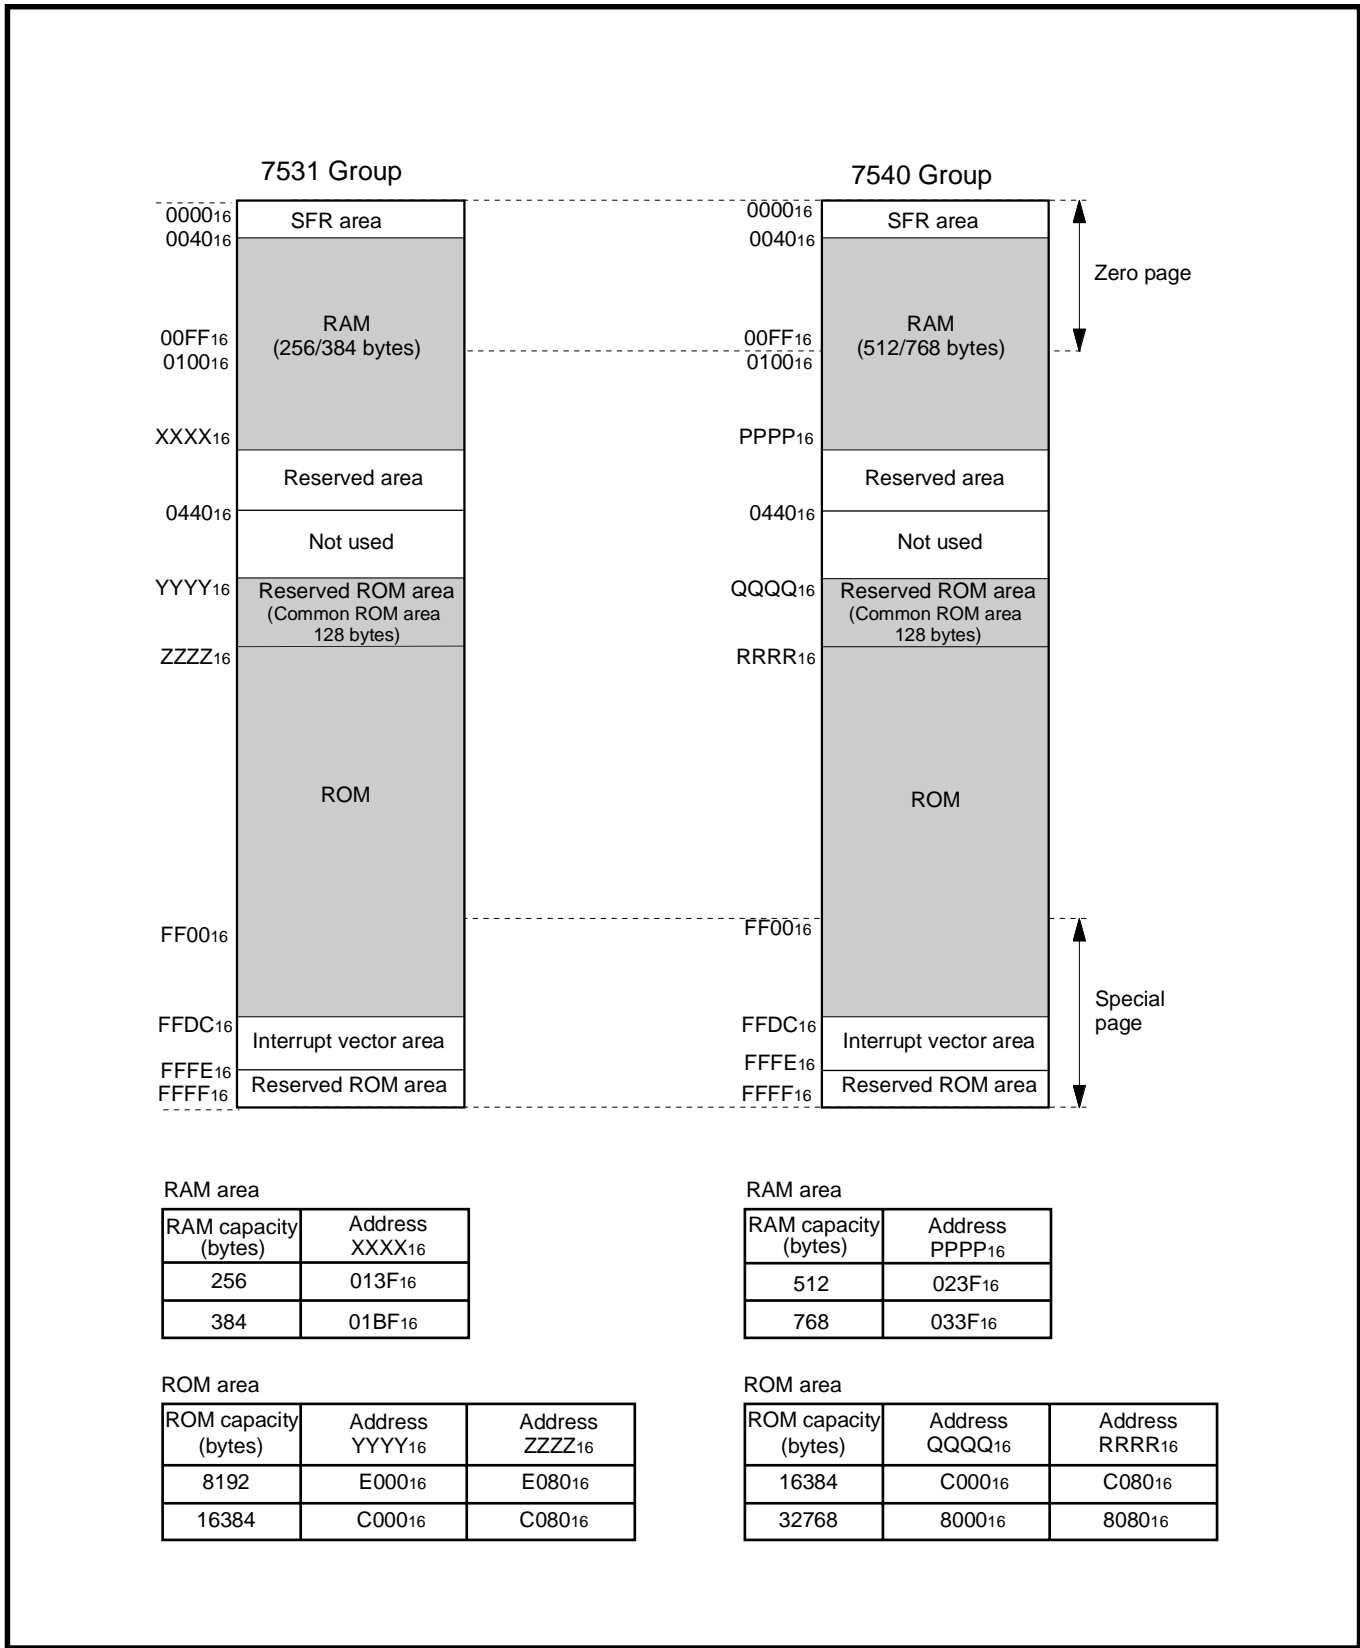 7531 Group
0000₁₆
SFR area
0040₁₆
RAM
(256/384 bytes)
00FF₁₆
0100₁₆
XXXX₁₆
Reserved area
0440₁₆
Not used
YYYY₁₆
Reserved ROM area
(Common ROM area
128 bytes)
ZZZZ₁₆
ROM
FF00₁₆
FFDC₁₆
Interrupt vector area
FFFE₁₆
Reserved ROM area
FFFF₁₆
7540 Group
0000₁₆
SFR area
0040₁₆
Zero page
RAM
(512/768 bytes)
00FF₁₆
0100₁₆
PPPP₁₆
Reserved area
0440₁₆
Not used
QQQQ₁₆
Reserved ROM area
(Common ROM area
128 bytes)
RRRR₁₆
ROM
FF00₁₆
Special
page
FFDC₁₆
Interrupt vector area
FFFE₁₆
Reserved ROM area
FFFF₁₆
RAM area
RAM capacity
(bytes)
Address
XXXX₁₆
256 013F₁₆
384 01BF₁₆
RAM area
RAM capacity
(bytes)
Address
PPPP₁₆
512 023F₁₆
768 033F₁₆
ROM area
ROM capacity
(bytes)
Address
YYYY₁₆
Address
ZZZZ₁₆
8192 E000₁₆ E080₁₆
16384 C000₁₆ C080₁₆
ROM area
ROM capacity
(bytes)
Address
QQQQ₁₆
Address
RRRR₁₆
16384 C000₁₆ C080₁₆
32768 8000₁₆ 8080₁₆